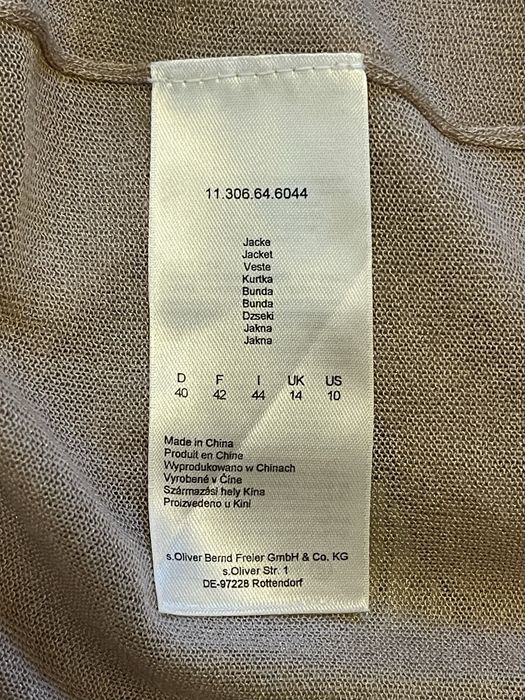 11.306.64.6044
Jacke
Jacket
Veste
Kurtka
Bunda
Bunda
Dzseki
Jakna
Jakna
D F I UK US
40 42 44 14 10
Made in China
Produit en Chine
Wyprodukowano w Chinach
Vyrobené v Číne
Származási hely Kína
Proizvedeno u Kini
s.Oliver Bernd Freier GmbH & Co. KG
s.Oliver Str. 1
DE-97228 Rottendorf